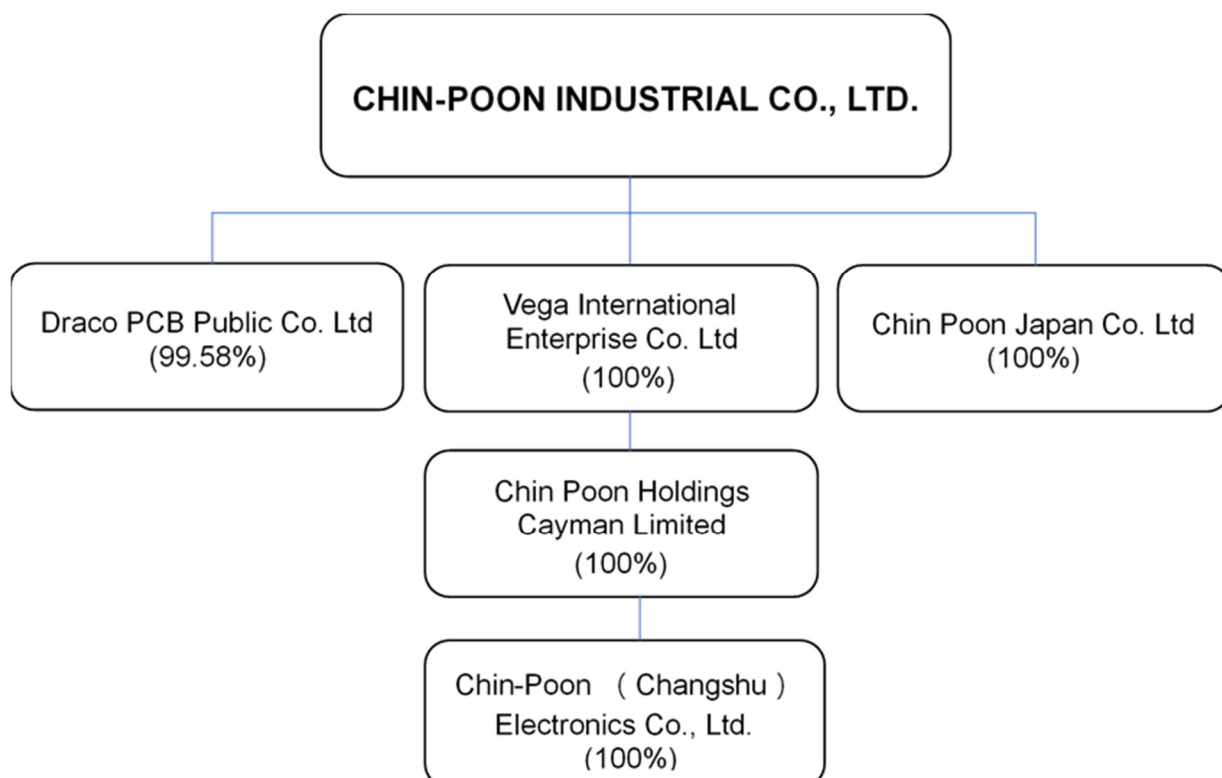 CHIN-POON INDUSTRIAL CO., LTD.
Draco PCB Public Co. Ltd
(99.58%)
Vega International
Enterprise Co. Ltd
(100%)
Chin Poon Japan Co. Ltd
(100%)
Chin Poon Holdings
Cayman Limited
(100%)
Chin-Poon （ Changshu ）
Electronics Co., Ltd.
(100%)